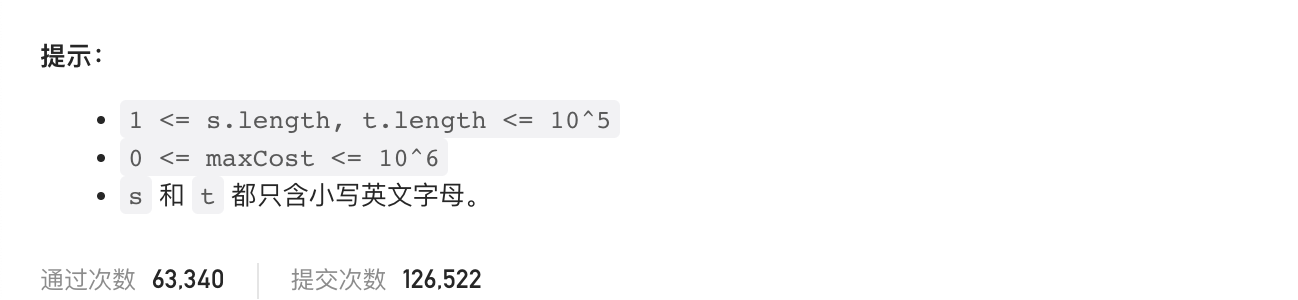 提示：
1 <= s.length, t.length <= 10^5
0 <= maxCost <= 10^6
s 和 t 都只含小写英文字母。
通过次数 63,340 提交次数 126,522